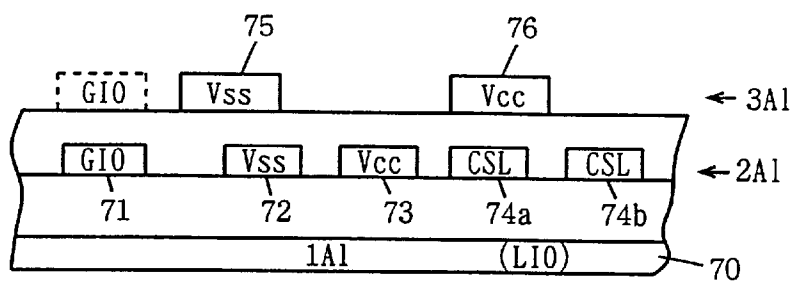 75 76
GIO Vss Vcc 3Al
GIO Vss Vcc CSL CSL 2Al
71 72 73 74a 74b
1Al (LIO) 70